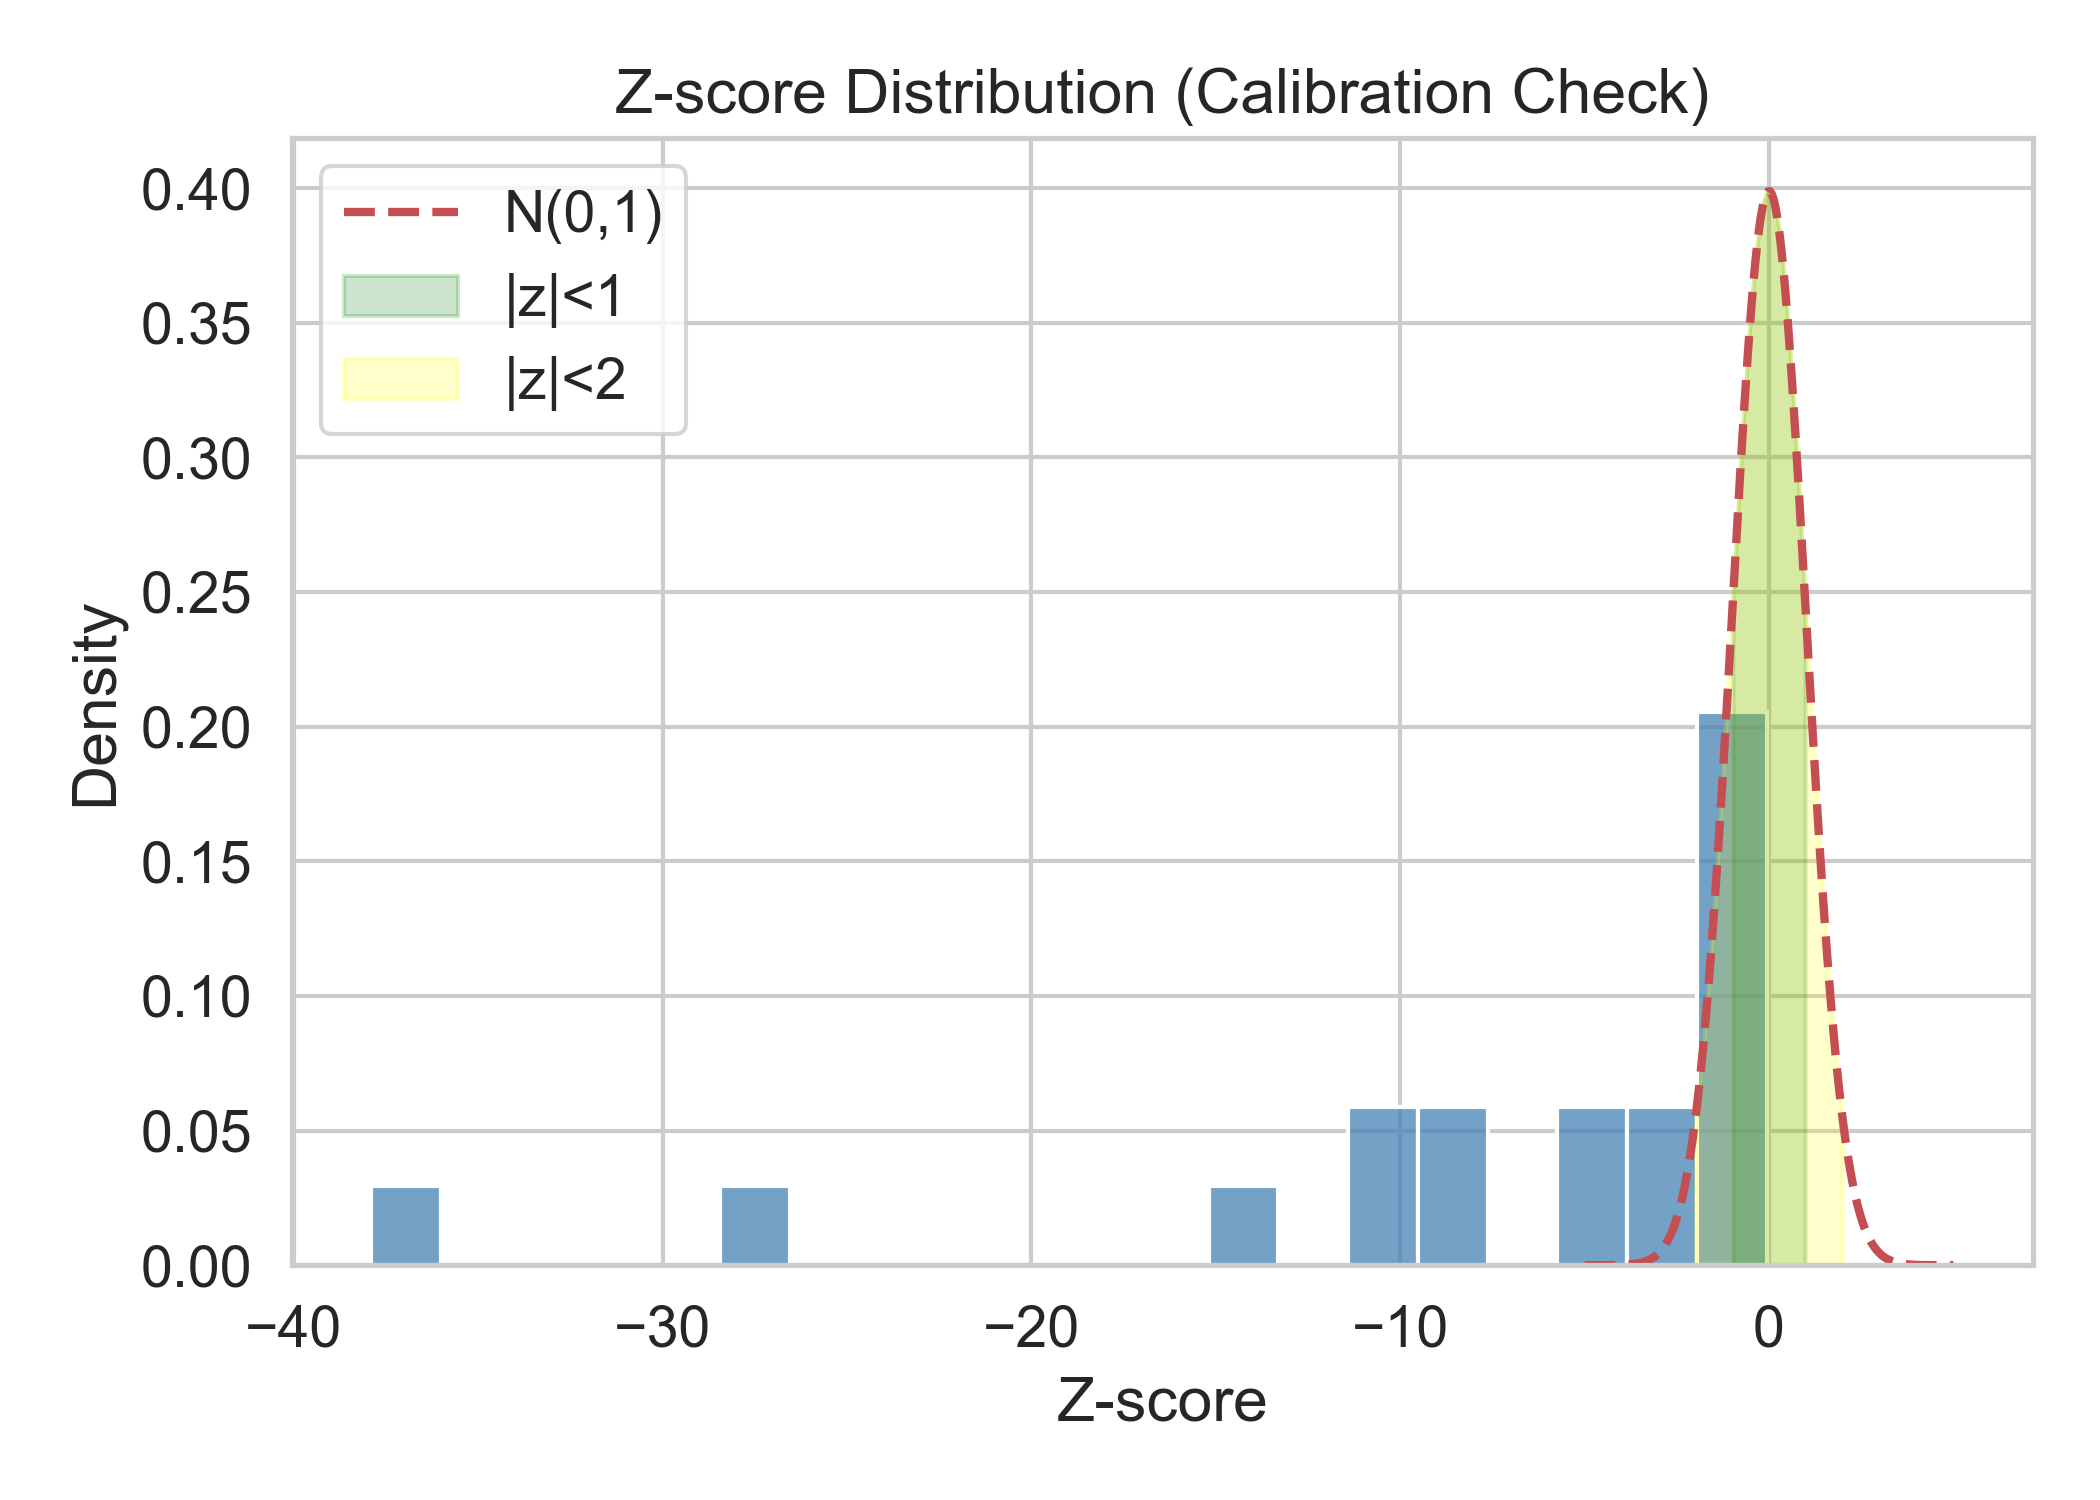 Z-score Distribution (Calibration Check)
N(0,1)
|z|<1
|z|<2
0.40
0.35
0.30
0.25
0.20
0.15
0.10
0.05
0.00
Density
−40
−30
−20
−10
0
Z-score